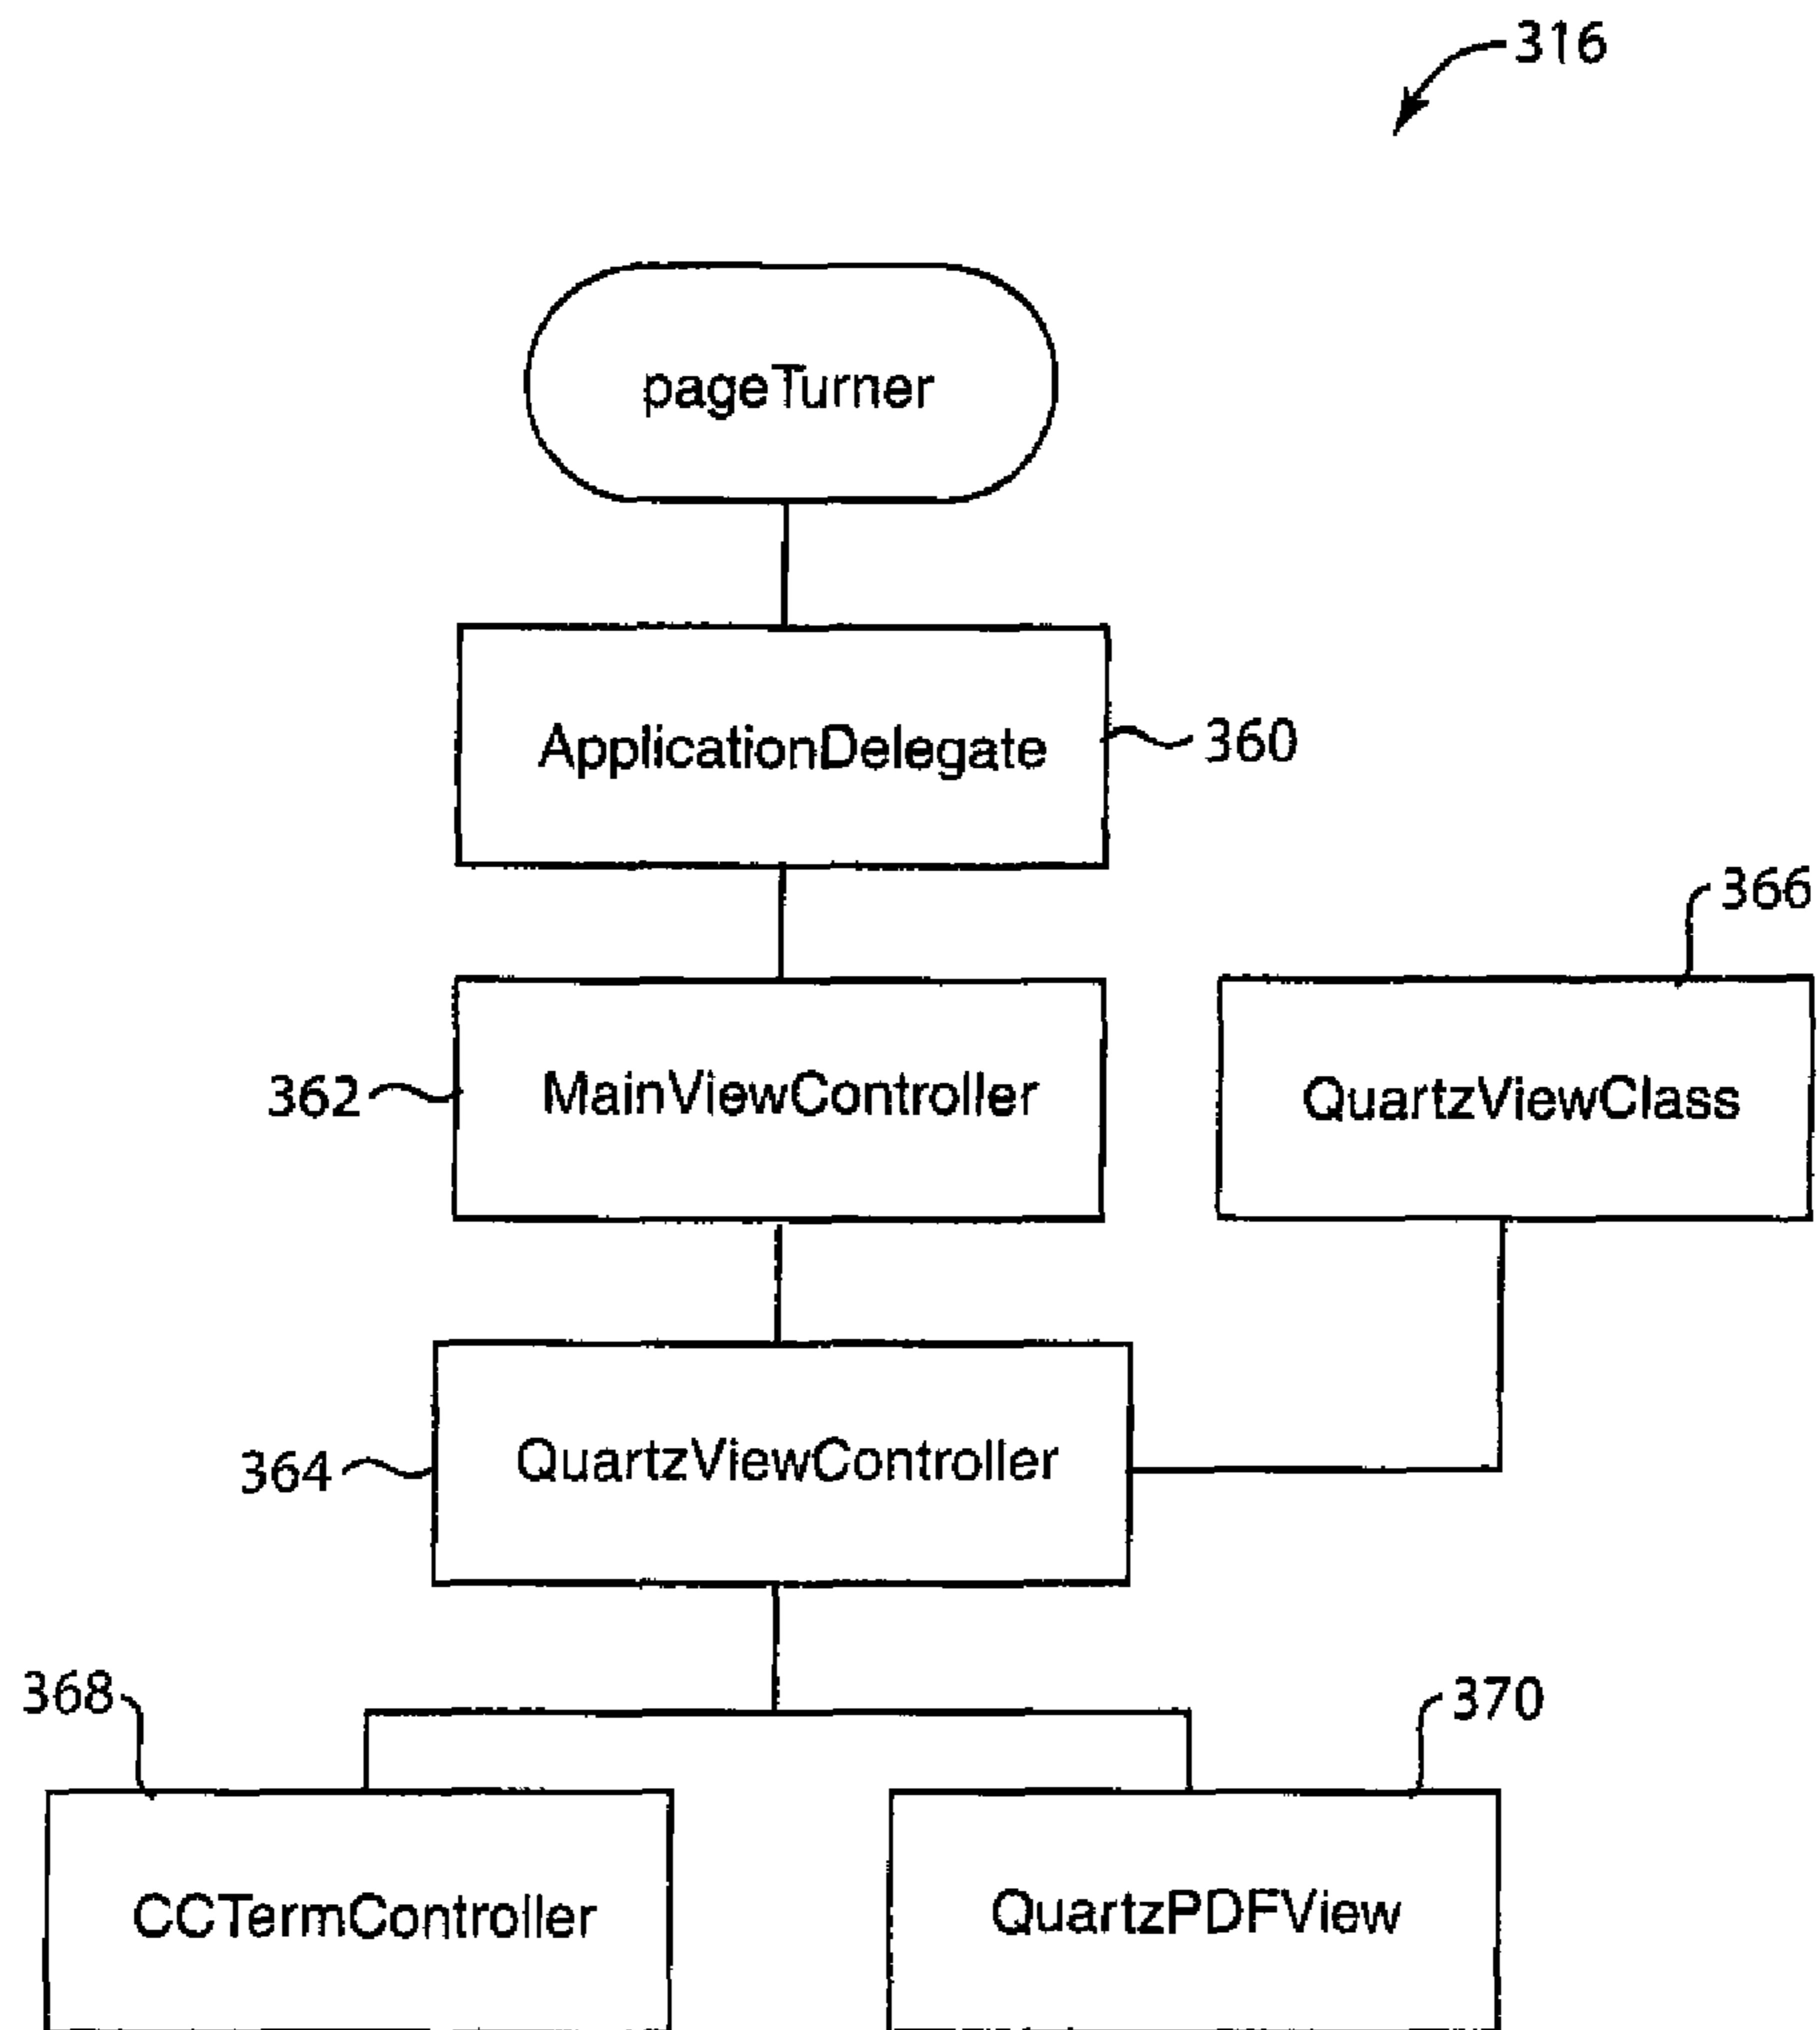 316
pageTurner
ApplicationDelegate
360
366
362
MainViewController
QuartzViewClass
364
QuartzViewController
368
370
CCTermController
QuartzPDFView